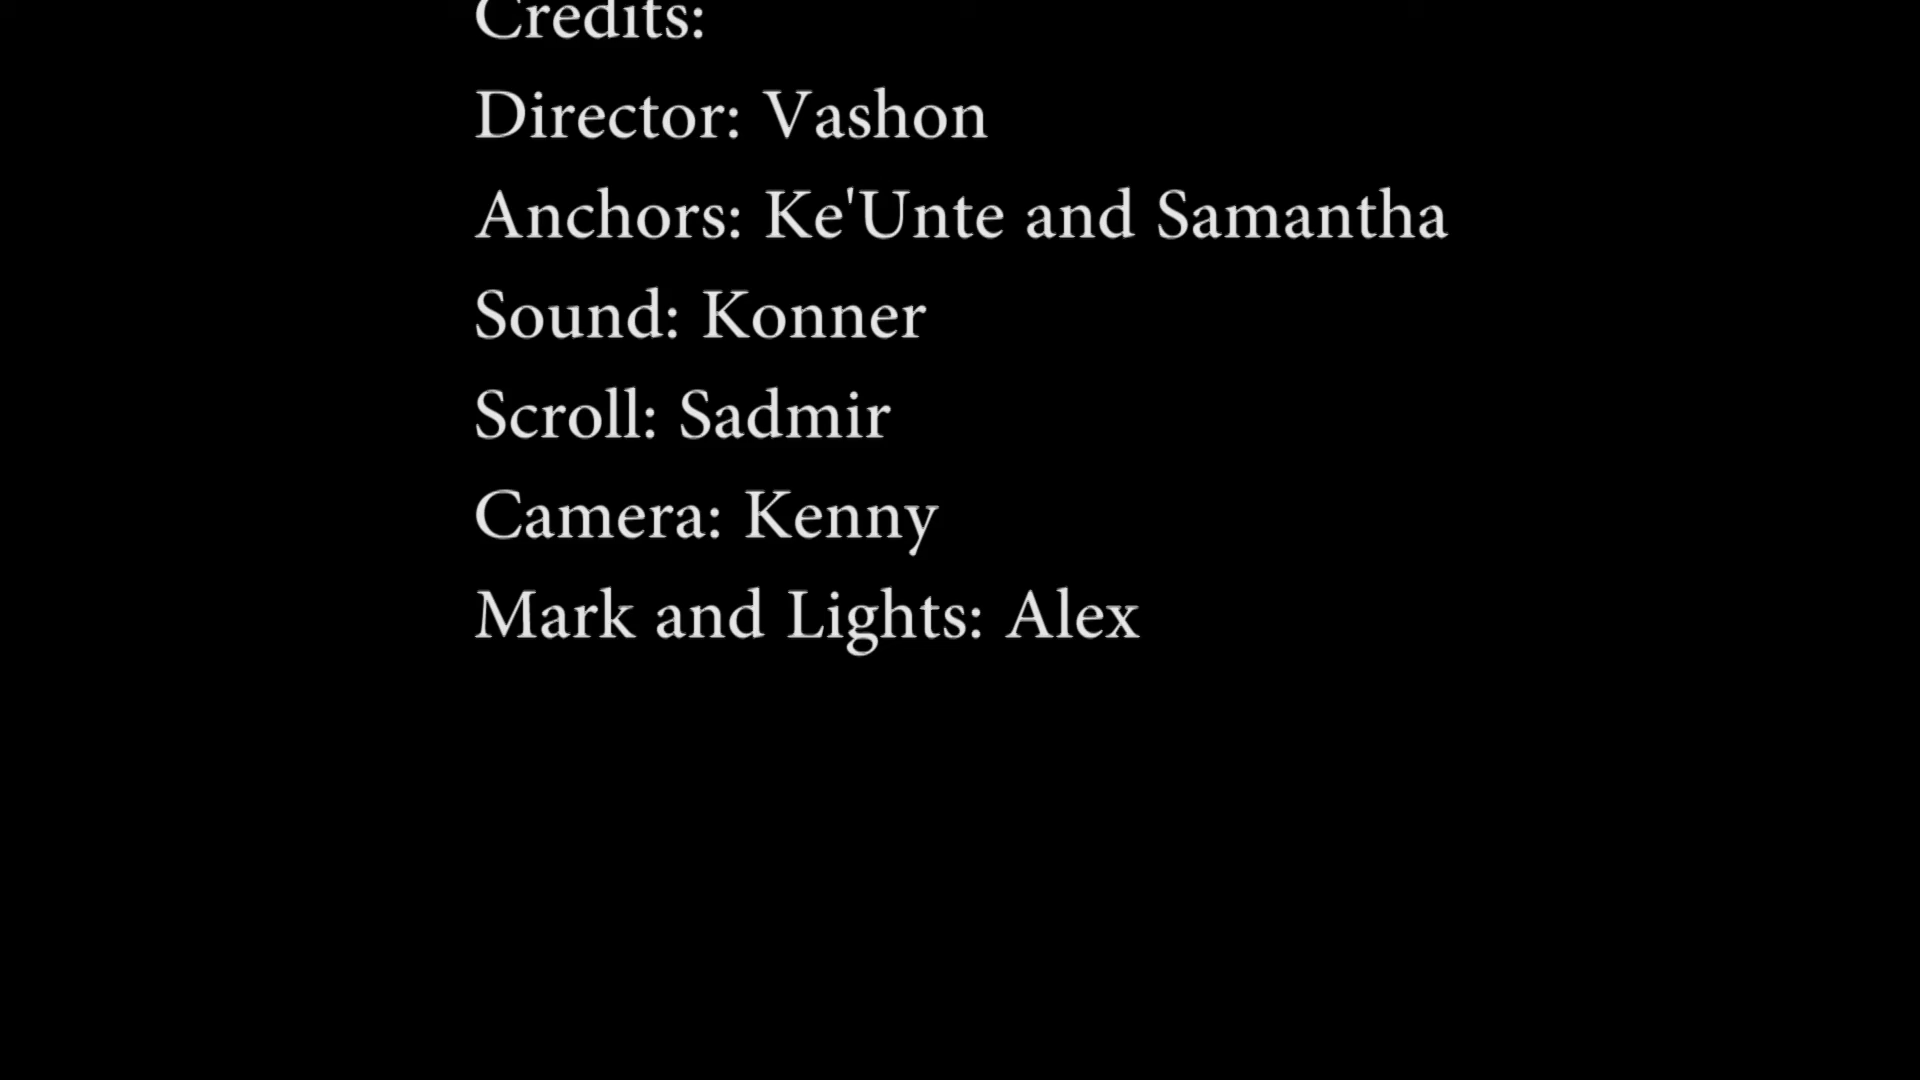 Credits:
Director: Vashon
Anchors: Ke'Unte and Samantha
Sound: Konner
Scroll: Sadmir
Camera: Kenny
Mark and Lights: Alex